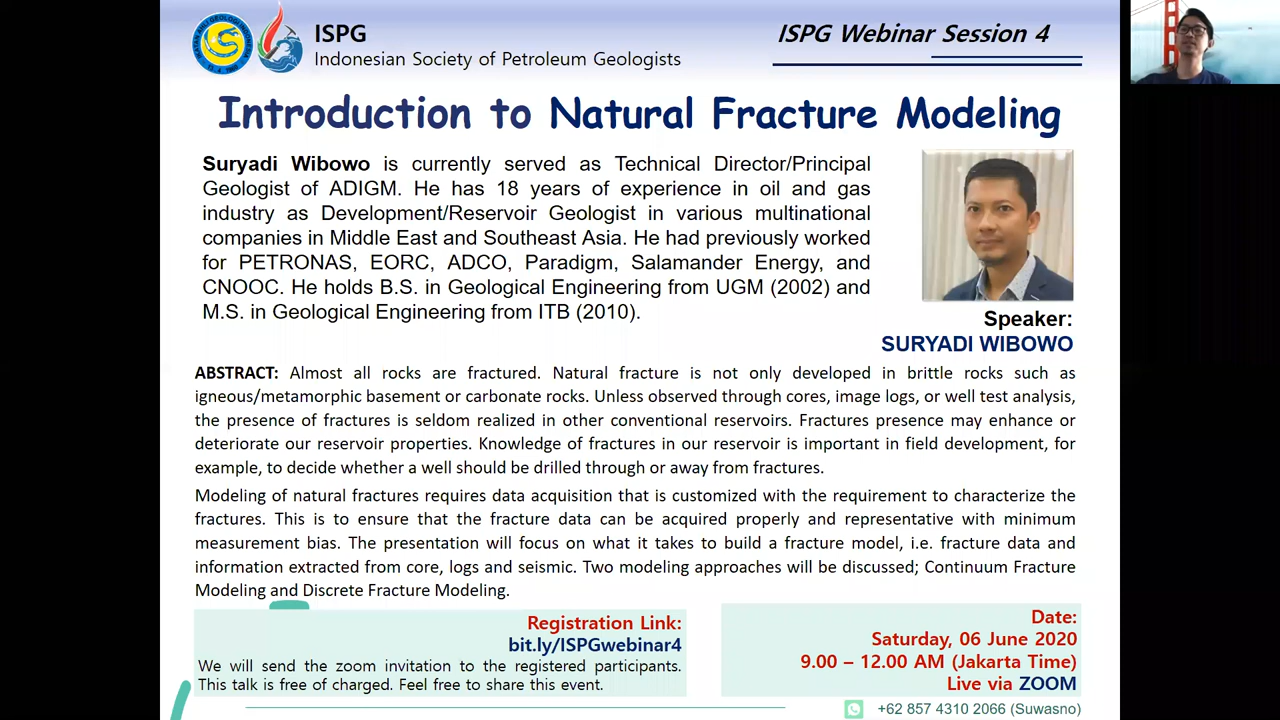 ISPG
Indonesian Society of Petroleum Geologists
ISPG Webinar Session 4
Introduction to Natural Fracture Modeling
Suryadi Wibowo is currently served as Technical Director/Principal
Geologist of ADIGM. He has 18 years of experience in oil and gas
industry as Development/Reservoir Geologist in various multinational
companies in Middle East and Southeast Asia. He had previously worked
for PETRONAS, EORC, ADCO, Paradigm, Salamander Energy, and
CNOOC. He holds B.S. in Geological Engineering from UGM (2002) and
M.S. in Geological Engineering from ITB (2010).
Speaker:
SURYADI WIBOWO
ABSTRACT: Almost all rocks are fractured. Natural fracture is not only developed in brittle rocks such as
igneous/metamorphic basement or carbonate rocks. Unless observed through cores, image logs, or well test analysis,
the presence of fractures is seldom realized in other conventional reservoirs. Fractures presence may enhance or
deteriorate our reservoir properties. Knowledge of fractures in our reservoir is important in field development, for
example, to decide whether a well should be drilled through or away from fractures.
Modeling of natural fractures requires data acquisition that is customized with the requirement to characterize the
fractures. This is to ensure that the fracture data can be acquired properly and representative with minimum
measurement bias. The presentation will focus on what it takes to build a fracture model, i.e. fracture data and
information extracted from core, logs and seismic. Two modeling approaches will be discussed; Continuum Fracture
Modeling and Discrete Fracture Modeling.
Registration Link:
bit.ly/ISPGwebinar4
We will send the zoom invitation to the registered participants.
This talk is free of charged. Feel free to share this event.
Date:
Saturday, 06 June 2020
9.00 – 12.00 AM (Jakarta Time)
Live via ZOOM
+62 857 4310 2066 (Suwasno)